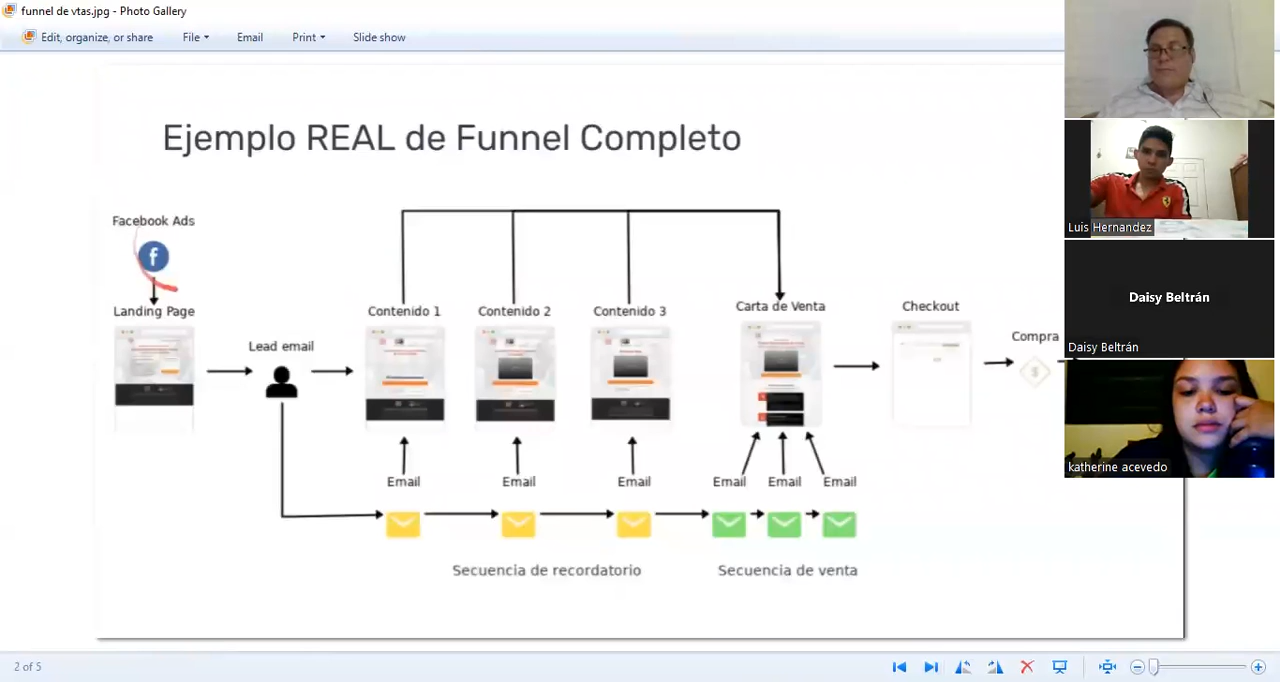 funnel de vtas.jpg - Photo Gallery
Edit, organize, or share File Email Print Slide show
Ejemplo REAL de Funnel Completo
Facebook Ads
f
Landing Page
Lead email
Contenido 1
Contenido 2
Contenido 3
Carta de Venta
Checkout
Compra
$
Email
Email
Email
Email
Email
Email
Secuencia de recordatorio
Secuencia de venta
Luis Hernandez
Daisy Beltrán
Daisy Beltrán
katherine acevedo
2 of 5